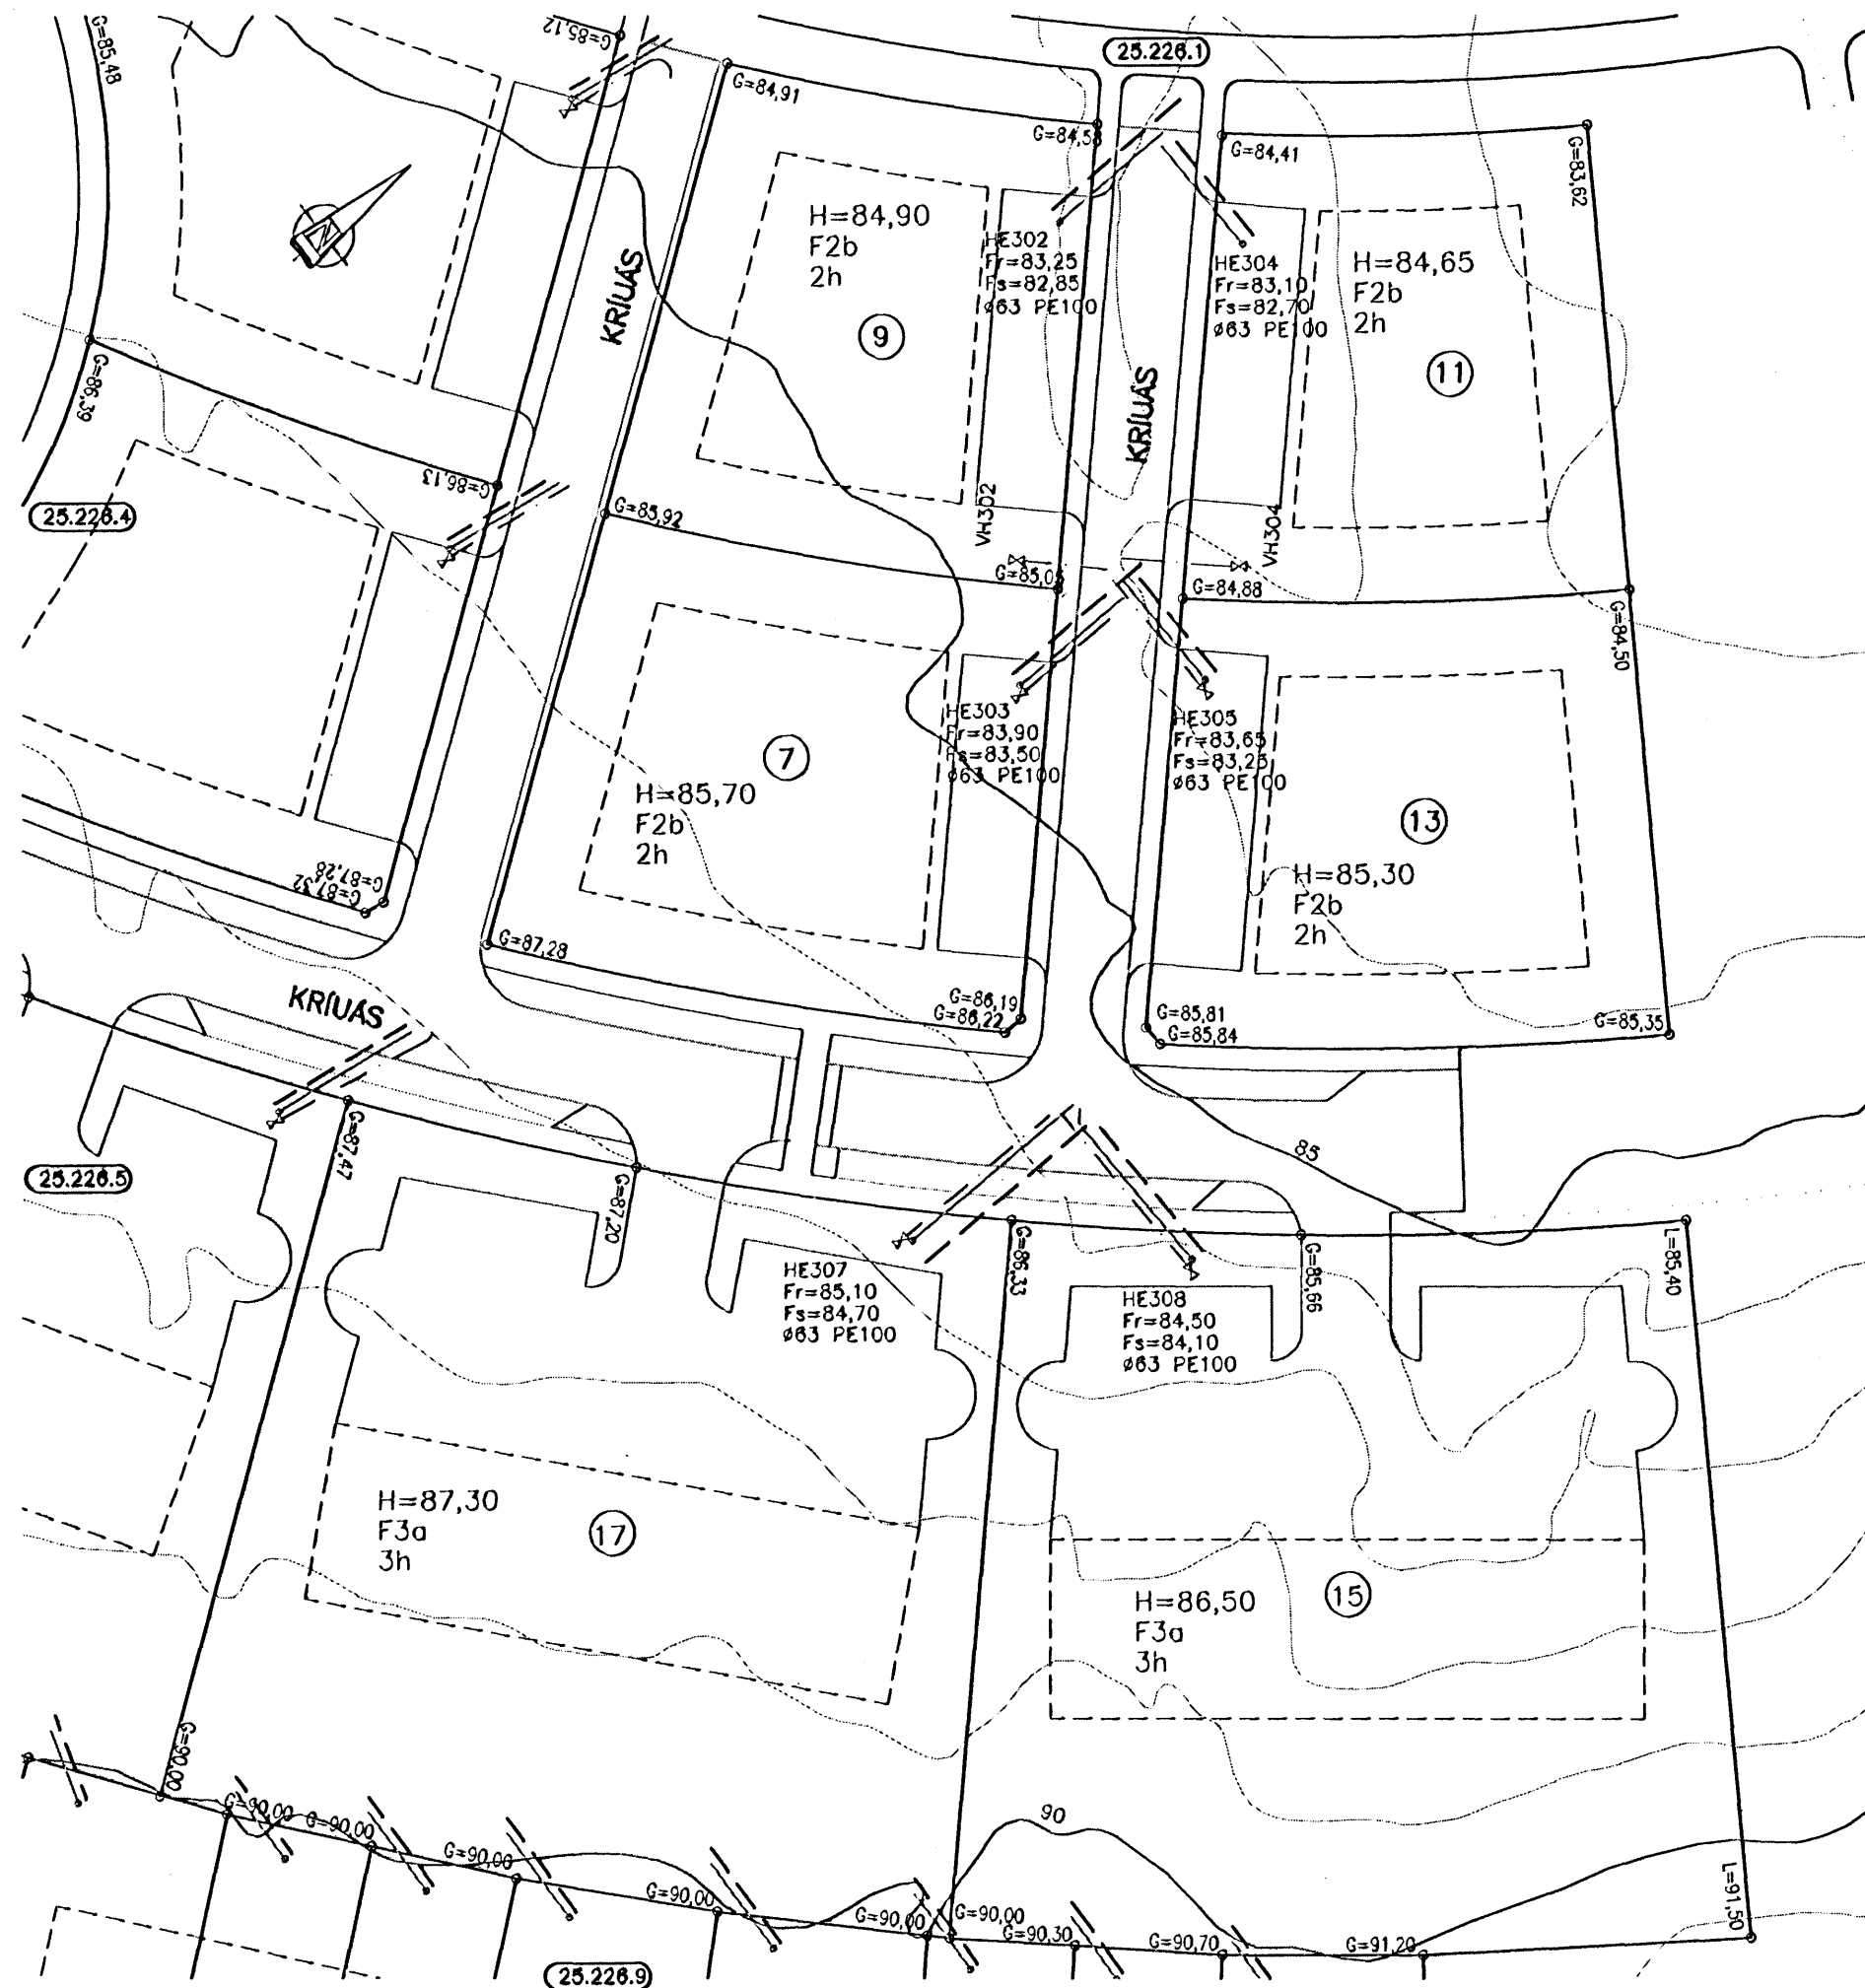 G=85,48
G=85,12
25.226.1
G=84,91
G=84,58
G=84,41
G=83,62
H=84,90
F2b
2h
9
KRÍUÁS
HE302
Fr=83,25
Fs=82,85
ø63 PE100
HE304
Fr=83,10
Fs=82,70
ø63 PE100
H=84,65
F2b
2h
11
KRÍUÁS
G=86,39
G=86,13
25.226.4
G=85,92
VH302
VH304
G=85,05
G=84,88
G=84,50
7
H=85,70
F2b
2h
HE303
Fr=83,90
Fs=83,50
ø63 PE100
HE305
Fr=83,65
Fs=83,25
ø63 PE100
13
H=85,30
F2b
2h
G=87,28
G=87,32
G=87,28
G=86,19
G=86,22
G=85,81
G=85,84
G=85,35
KRÍUÁS
85
25.226.5
G=87,47
G=87,20
G=86,33
G=85,66
L=85,40
HE307
Fr=85,10
Fs=84,70
ø63 PE100
HE308
Fr=84,50
Fs=84,10
ø63 PE100
H=87,30
F3a
3h
17
H=86,50
F3a
3h
15
G=90,00
G=90,00
G=90,00
G=90,00
G=90,00
G=90,00
G=90,00
90
G=90,30
G=90,70
G=91,20
L=91,50
25.226.9